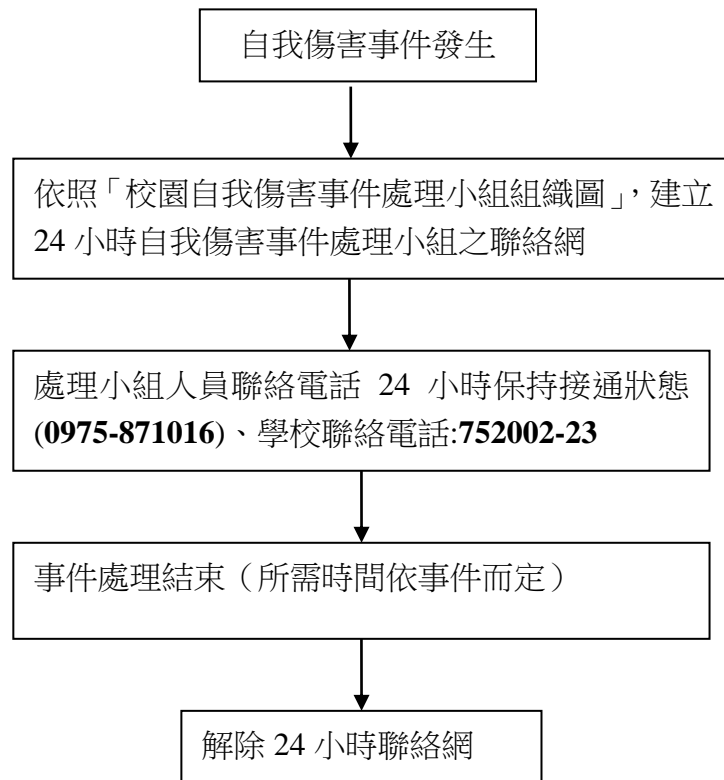 自我傷害事件發生
依照「校園自我傷害事件處理小組組織圖」，建立
24 小時自我傷害事件處理小組之聯絡網
處理小組人員聯絡電話 24 小時保持接通狀態
(0975-871016)、學校聯絡電話:752002-23
事件處理結束（所需時間依事件而定）
解除 24 小時聯絡網